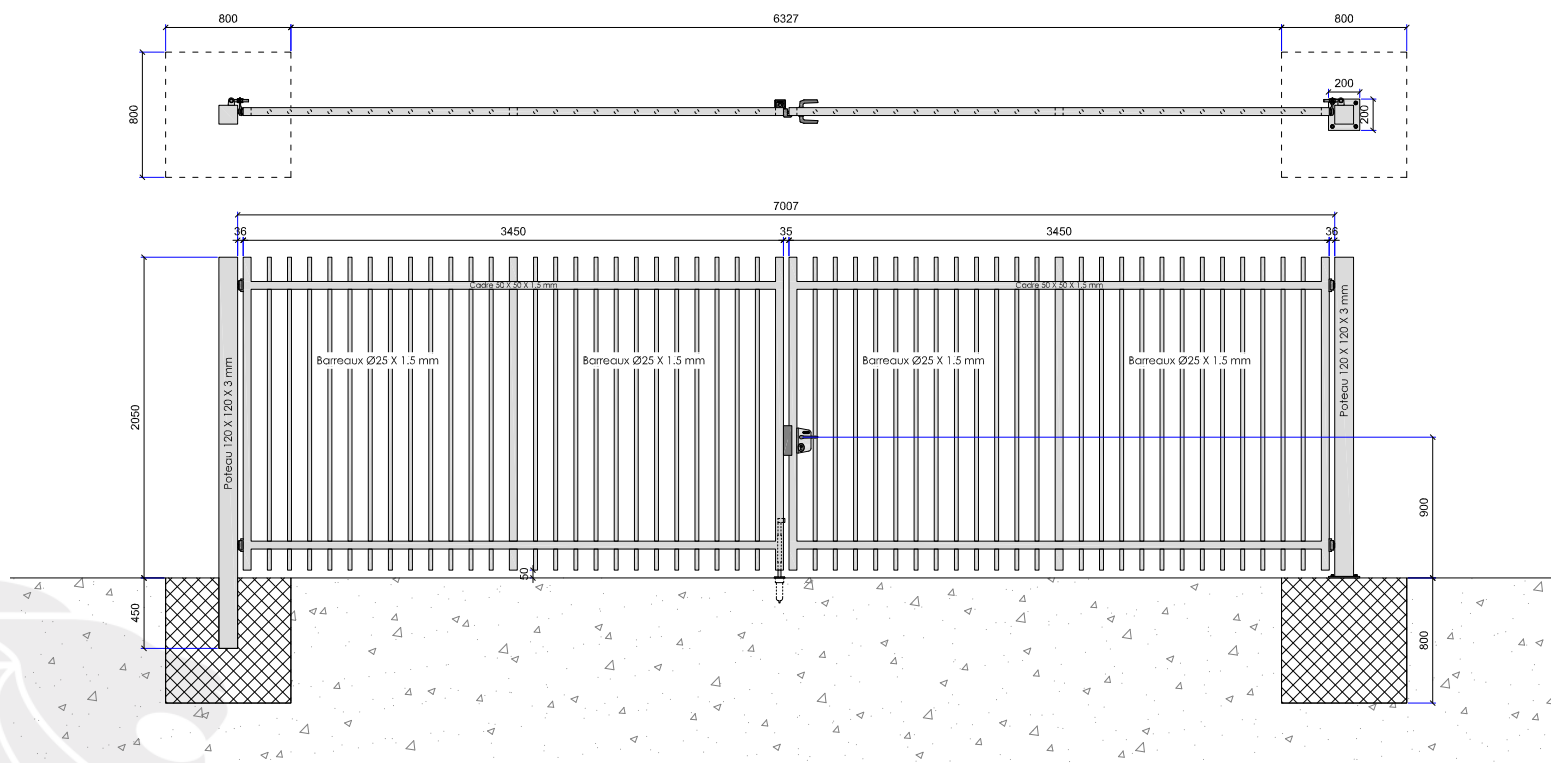 800
6327
800
800
200
200
7007
36
3450
35
3450
36
Cadre 50 X 50 X 1.5 mm
Cadre 50 X 50 X 1.5 mm
Barreaux Ø25 X 1.5 mm
Barreaux Ø25 X 1.5 mm
Barreaux Ø25 X 1.5 mm
Barreaux Ø25 X 1.5 mm
Poteau 120 X 120 X 3 mm
Poteau 120 X 120 X 3 mm
2050
900
50
450
800